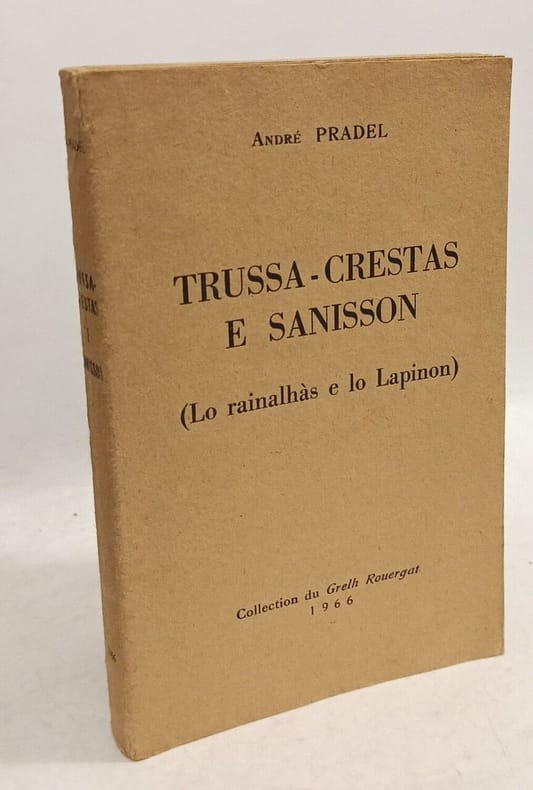 André PRADEL
TRUSSA-CRESTAS
E SANISSON
(Lo rainalhàs e lo Lapinon)
Collection du Grelh Rouergat
1966